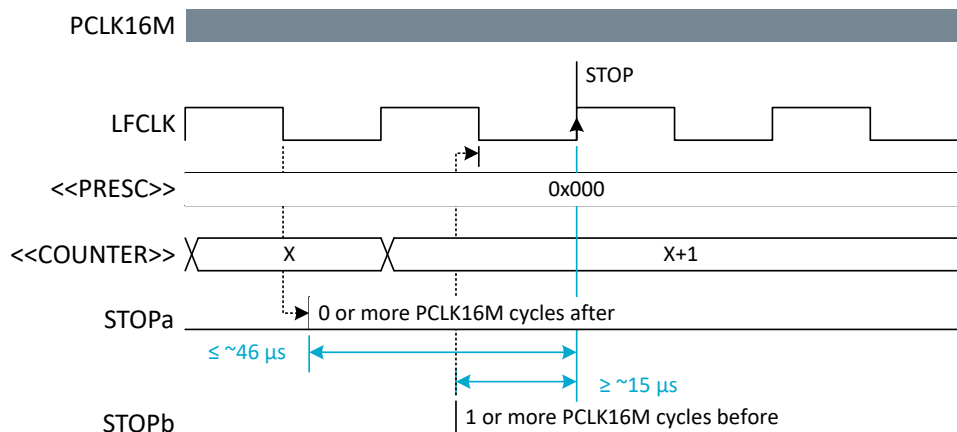 PCLK16M
STOP
LFCLK
<<PRESC>>
0x000
<<COUNTER>>
X
X+1
STOPa
0 or more PCLK16M cycles after
≤ ~46 µs
≥ ~15 µs
STOPb
1 or more PCLK16M cycles before